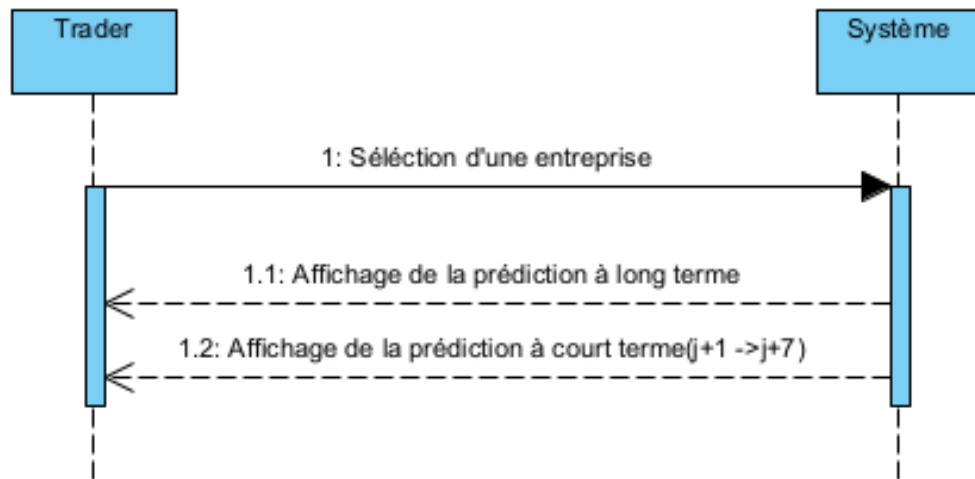 Trader
Système
1: Séléction d'une entreprise
1.1: Affichage de la prédiction à long terme
1.2: Affichage de la prédiction à court terme(j+1 ->j+7)